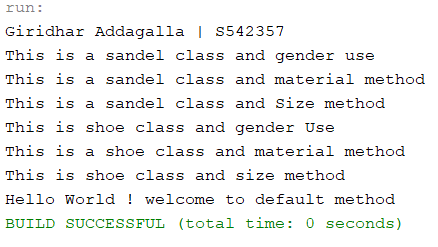 run:
Giridhar Addagalla | S542357
This is a sandel class and gender use
This is a sandel class and material method
This is a sandel class and Size method
This is shoe class and gender Use
This is a shoe class and material method
This is shoe class and size method
Hello World ! welcome to default method
BUILD SUCCESSFUL (total time: 0 seconds)